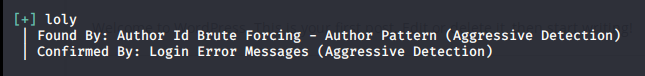 [+] loly
| Found By: Author Id Brute Forcing - Author Pattern (Aggressive Detection)
| Confirmed By: Login Error Messages (Aggressive Detection)